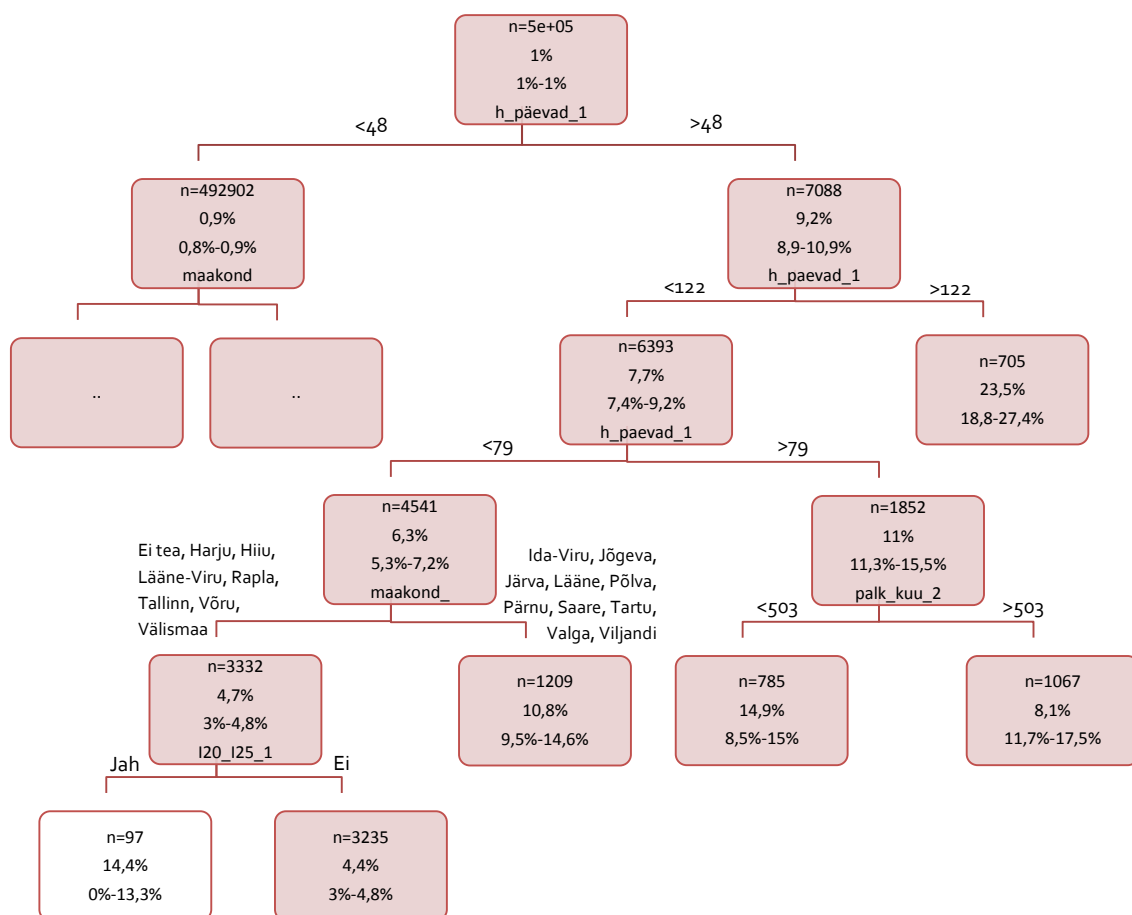 n=5e+05
1%
1%-1%
h_päevad_1
<48
>48
n=492902
0,9%
0,8%-0,9%
maakond
n=7088
9,2%
8,9-10,9%
h_paevad_1
<122
>122
..
..
n=6393
7,7%
7,4%-9,2%
h_paevad_1
n=705
23,5%
18,8-27,4%
<79
>79
n=4541
6,3%
5,3%-7,2%
maakond_
n=1852
11%
11,3%-15,5%
palk_kuu_2
Ei tea, Harju, Hiiu,
Lääne-Viru, Rapla,
Tallinn, Võru,
Välismaa
Ida-Viru, Jõgeva,
Järva, Lääne, Põlva,
Pärnu, Saare, Tartu,
Valga, Viljandi
<503
>503
n=3332
4,7%
3%-4,8%
I20_I25_1
n=1209
10,8%
9,5%-14,6%
n=785
14,9%
8,5%-15%
n=1067
8,1%
11,7%-17,5%
Jah
Ei
n=97
14,4%
0%-13,3%
n=3235
4,4%
3%-4,8%